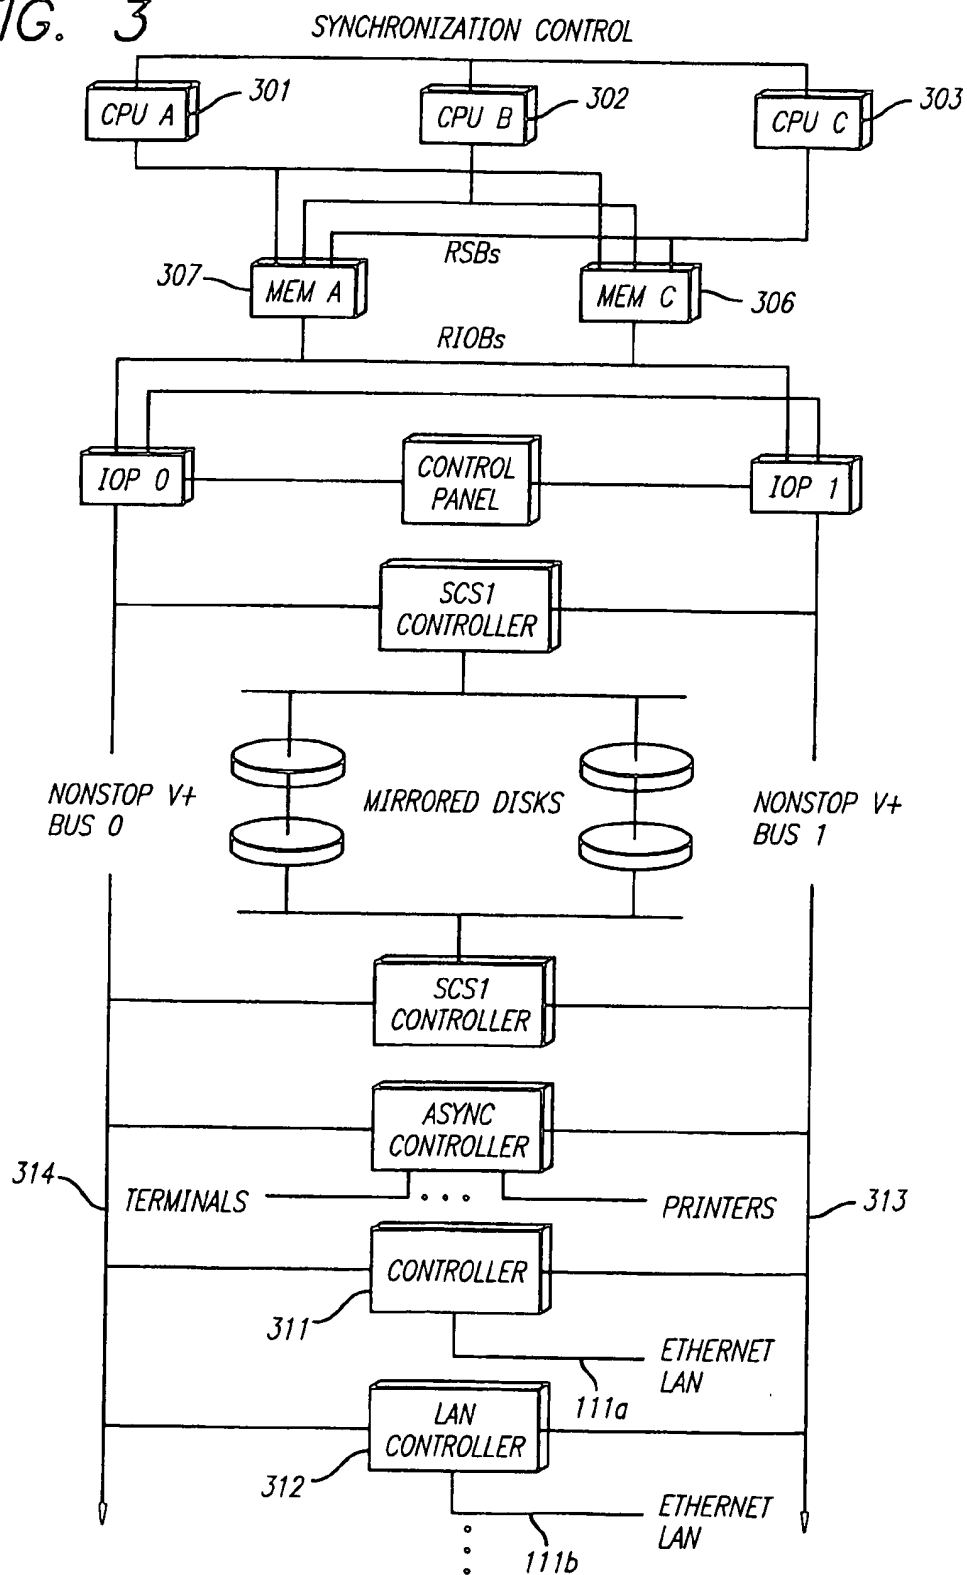 FIG. 3
SYNCHRONIZATION CONTROL
CPU A
301
CPU B
302
CPU C
303
RSBs
307
MEM A
MEM C
306
RIOBs
IOP 0
CONTROL
PANEL
IOP 1
SCS1
CONTROLLER
NONSTOP V+
BUS 0
MIRRORED DISKS
NONSTOP V+
BUS 1
SCS1
CONTROLLER
ASYNC
CONTROLLER
314
TERMINALS
PRINTERS
313
CONTROLLER
311
ETHERNET
LAN
111a
LAN
CONTROLLER
312
ETHERNET
LAN
111b